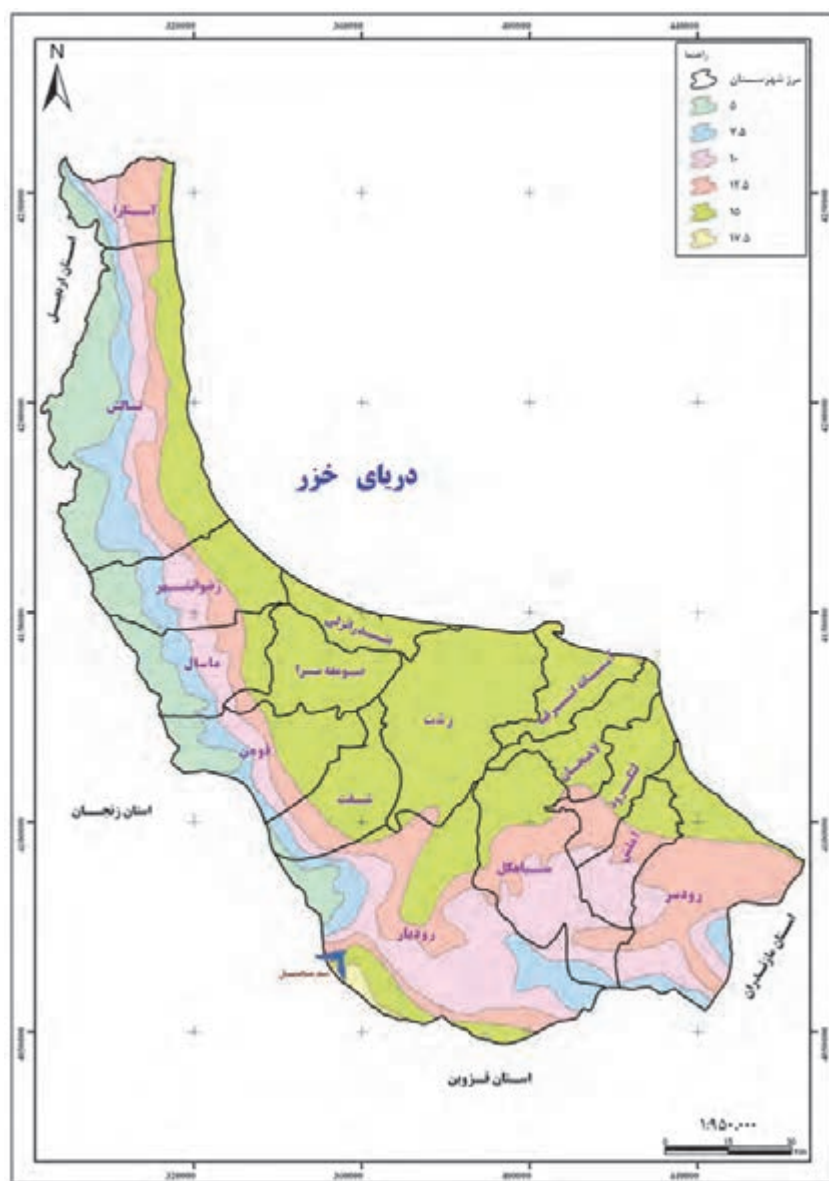 N
راهنما
مرز شهرستان
۵
۷.۵
۱۰
۱۲.۵
۱۵
۱۷.۵
آستارا
استان اردبیل
تالش
دریای خزر
رضوانشهر
بندرانزلی
ماسال
صومعه سرا
آستانه اشرفیه
رشت
لاهیجان
فومن
لنگرود
شفت
استان زنجان
املش
سیاهکل
رودسر
رودبار
استان مازندران
سد منجیل
استان قزوین
۱:۹۵۰,۰۰۰